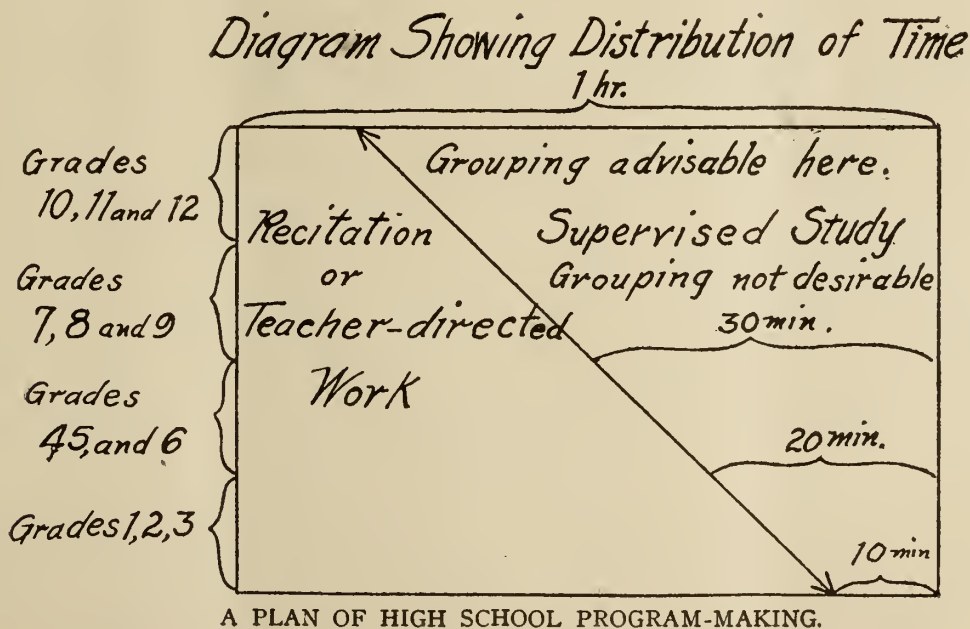 Diagram Showing Distribution of Time
1 hr.
Grades
10, 11 and 12
Grouping advisable here.
Recitation
or
Teacher-directed
Work
Supervised Study
Grouping not desirable
30 min.
Grades
7, 8 and 9
Grades
4 5, and 6
20 min.
Grades 1, 2, 3
10 min
A PLAN OF HIGH SCHOOL PROGRAM-MAKING.